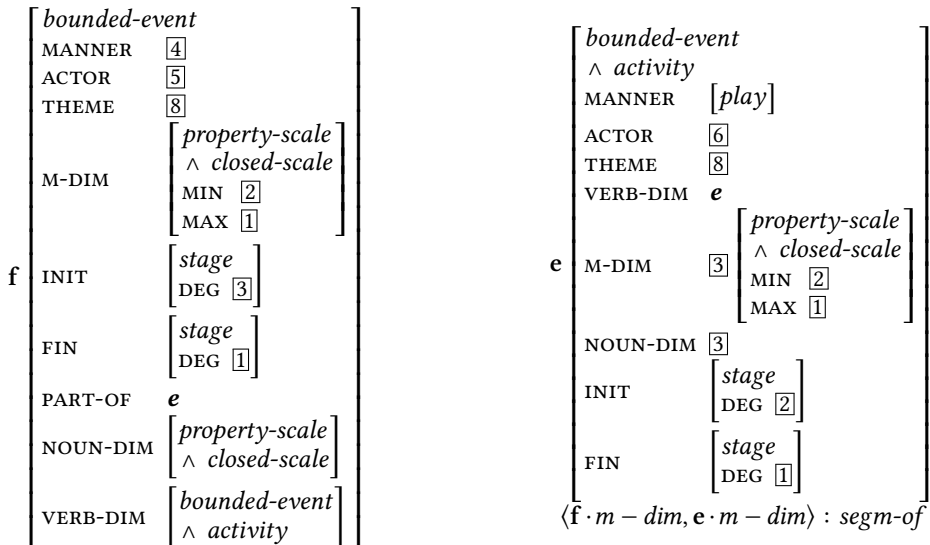 f
bounded-event
MANNER 4
ACTOR 5
THEME 8
M-DIM
property-scale
∧ closed-scale
MIN 2
MAX 1
INIT
stage
DEG 3
FIN
stage
DEG 1
PART-OF e
NOUN-DIM
property-scale
∧ closed-scale
VERB-DIM
bounded-event
∧ activity
e
bounded-event
∧ activity
MANNER [play]
ACTOR 6
THEME 8
VERB-DIM e
M-DIM 3
property-scale
∧ closed-scale
MIN 2
MAX 1
NOUN-DIM 3
INIT
stage
DEG 2
FIN
stage
DEG 1
⟨f · m − dim, e · m − dim⟩ : segm-of